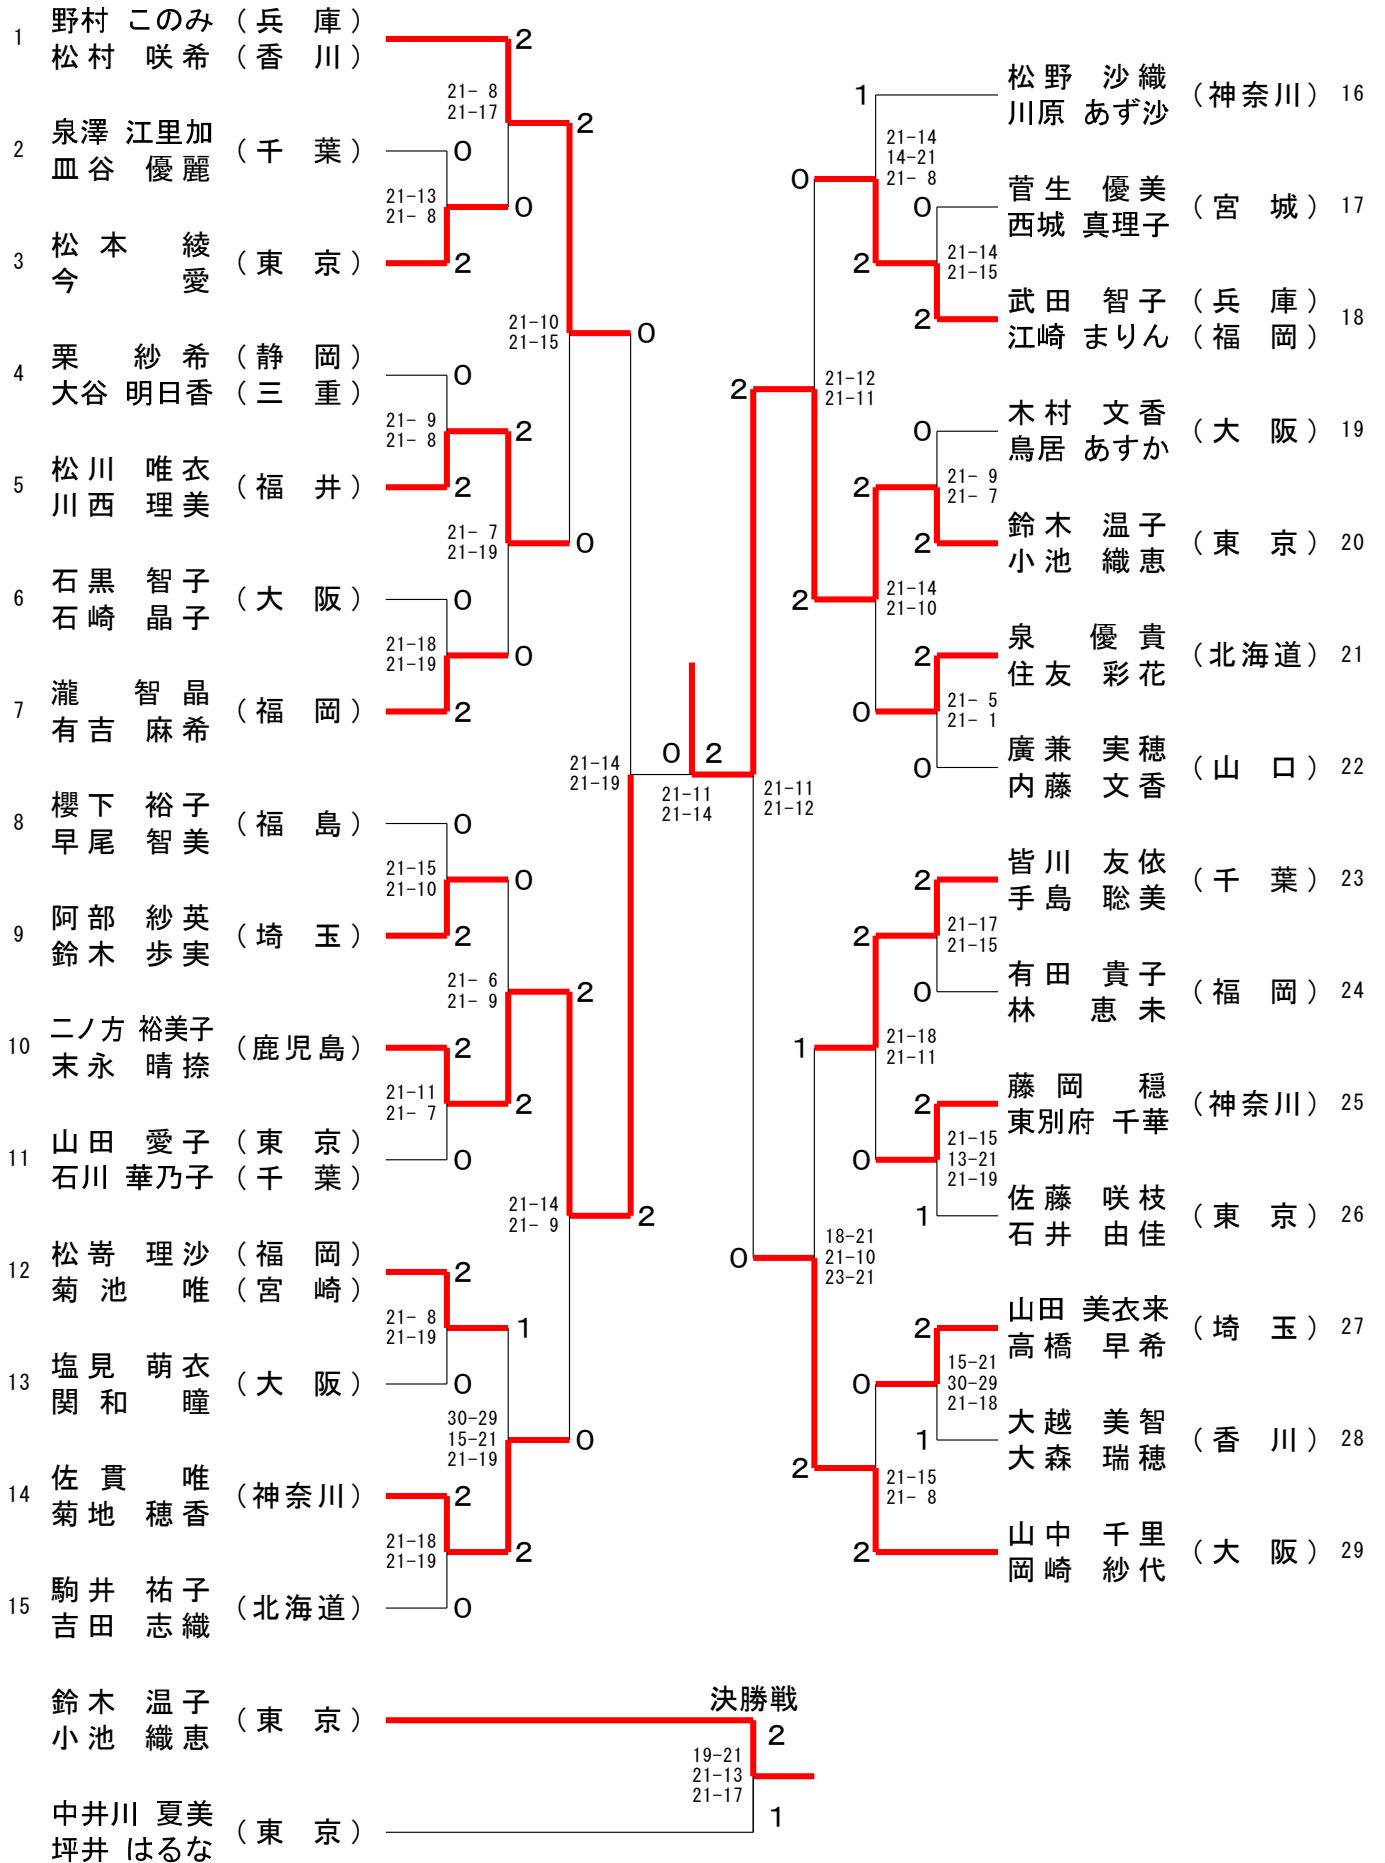 1 野村 このみ (兵 庫)
松村 咲希 (香 川)
2
21- 8
21-17
2
2 泉澤 江里加 (千 葉)
皿谷 優麗
0
21-13
21- 8
0
3 松本 綾 (東 京)
今 愛
2
21-10
21-15
0
4 栗 紗希 (静 岡)
大谷 明日香 (三 重)
0
21- 9
21- 8
2
5 松川 唯衣 (福 井)
川西 理美
2
21- 7
21-19
0
6 石黒 智子 (大 阪)
石崎 晶子
0
21-18
21-19
0
7 瀧 智晶 (福 岡)
有吉 麻希
2
21-14
21-19
0 2
21-11
21-14
8 櫻下 裕子 (福 島)
早尾 智美
0
21-15
21-10
0
9 阿部 紗英 (埼 玉)
鈴木 歩実
2
21- 6
21- 9
2
10 二ノ方 裕美子 (鹿児島)
末永 晴捺
2
21-11
21- 7
2
11 山田 愛子 (東 京)
石川 華乃子 (千 葉)
0
21-14
21- 9
2
12 松嵜 理沙 (福 岡)
菊池 唯 (宮 崎)
2
21- 8
21-19
1
13 塩見 萌衣 (大 阪)
関和 瞳
0
30-29
15-21
21-19
0
14 佐貫 唯 (神奈川)
菊地 穂香
2
21-18
21-19
2
15 駒井 祐子 (北海道)
吉田 志織
0
1 松野 沙織 (神奈川) 16
川原 あず沙
21-14
14-21
21- 8
0
0 菅生 優美 (宮 城) 17
西城 真理子
21-14
21-15
2
2 武田 智子 (兵 庫) 18
江崎 まりん (福 岡)
21-12
21-11
2
0 木村 文香 (大 阪) 19
鳥居 あすか
21- 9
21- 7
2
2 鈴木 温子 (東 京) 20
小池 織恵
21-14
21-10
2
2 泉 優貴 (北海道) 21
住友 彩花
21- 5
21- 1
0
0 廣兼 実穂 (山 口) 22
内藤 文香
21-11
21-12
2 皆川 友依 (千 葉) 23
手島 聡美
21-17
21-15
2
0 有田 貴子 (福 岡) 24
林 恵未
21-18
21-11
1
2 藤岡 穏 (神奈川) 25
東別府 千華
21-15
13-21
21-19
0
1 佐藤 咲枝 (東 京) 26
石井 由佳
18-21
21-10
23-21
0
2 山田 美衣来 (埼 玉) 27
高橋 早希
15-21
30-29
21-18
0
1 大越 美智 (香 川) 28
大森 瑞穂
21-15
21- 8
2
2 山中 千里 (大 阪) 29
岡崎 紗代
決勝戦
鈴木 温子 (東 京)
小池 織恵
2
19-21
21-13
21-17
1
中井川 夏美 (東 京)
坪井 はるな